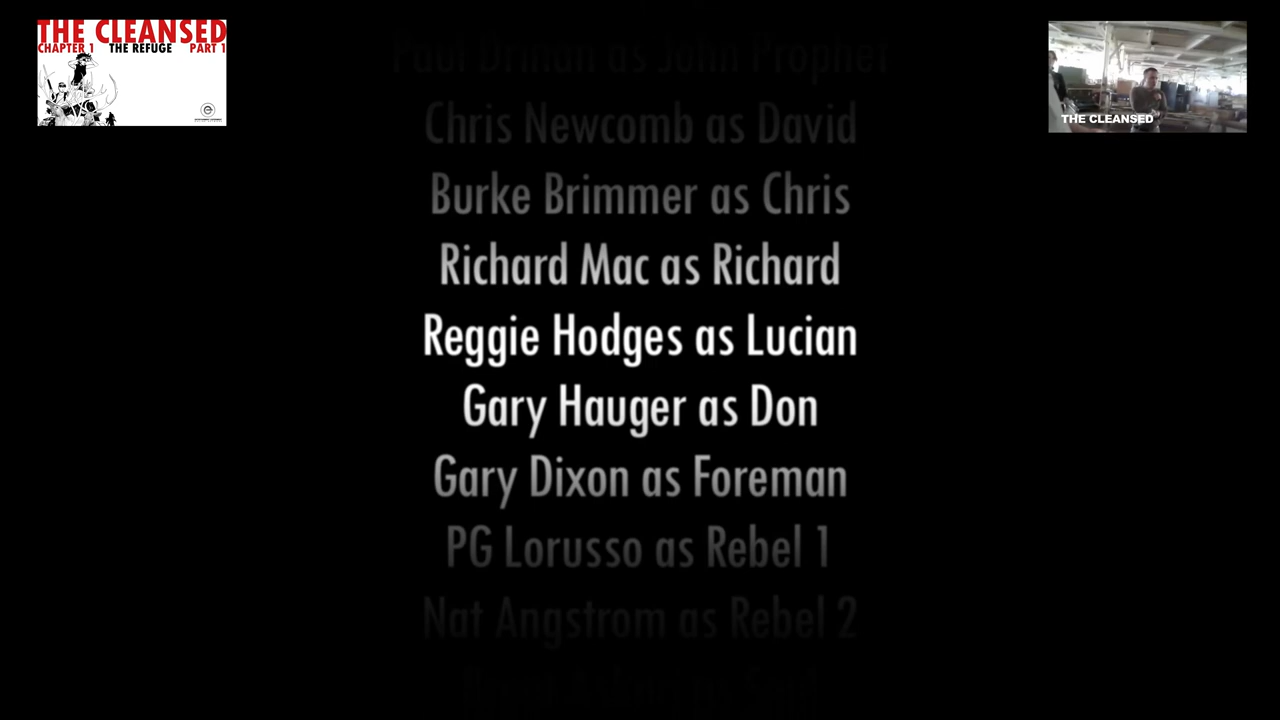 THE CLEANSED
CHAPTER 1 THE REFUGE PART 1
THE CLEANSED
Paul Drinan as John Prophet
Chris Newcomb as David
Burke Brimmer as Chris
Richard Mac as Richard
Reggie Hodges as Lucian
Gary Hauger as Don
Gary Dixon as Foreman
PG Lorusso as Rebel 1
Nat Angstrom as Rebel 2